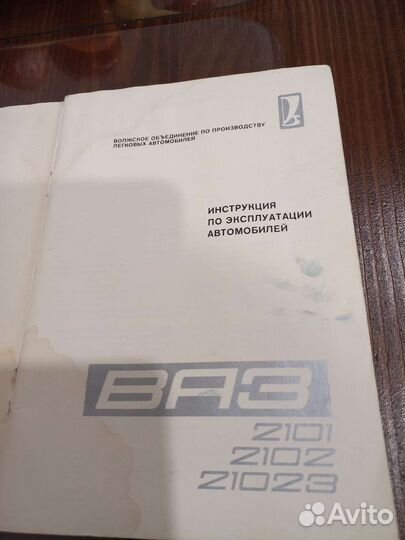 ВОЛЖСКОЕ ОБЪЕДИНЕНИЕ ПО ПРОИЗВОДСТВУ
ЛЕГКОВЫХ АВТОМОБИЛЕЙ
ИНСТРУКЦИЯ
ПО ЭКСПЛУАТАЦИИ
АВТОМОБИЛЕЙ
ВАЗ
2101
2102
21023
Avito